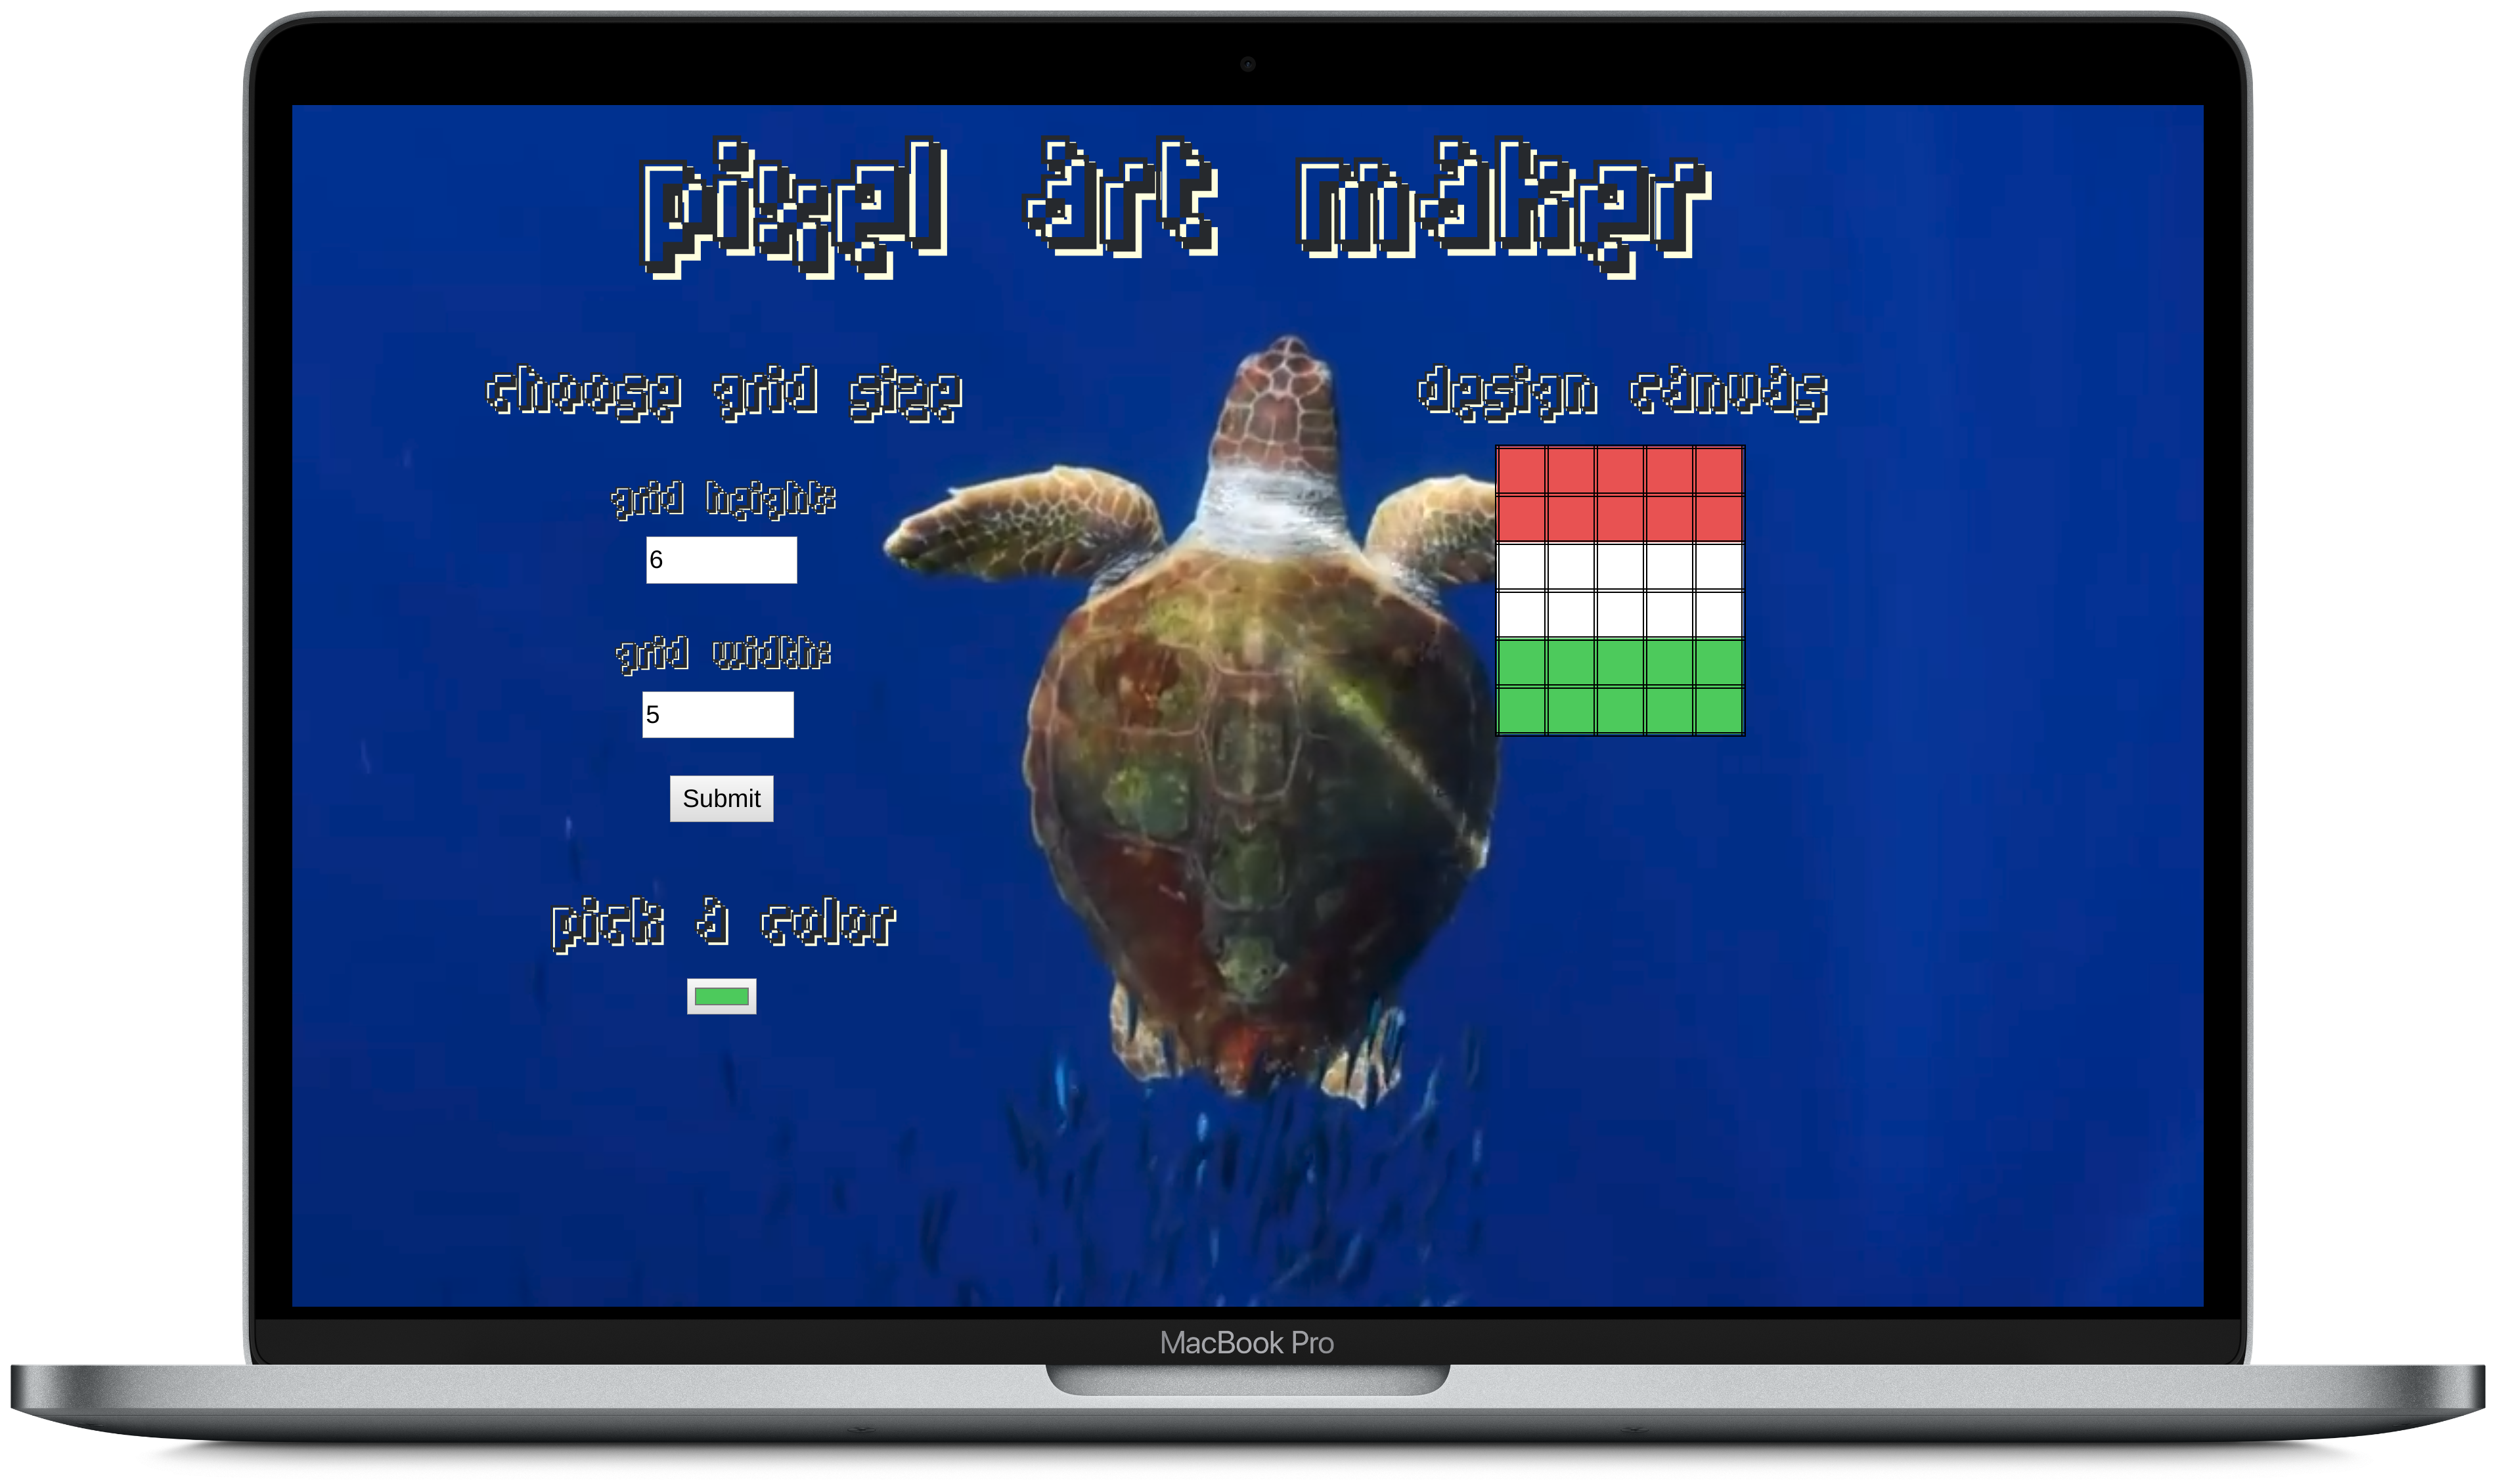 pixel art maker
choose grid size
grid height:
6
grid width:
5
Submit
pick a color
design canvas
MacBook Pro